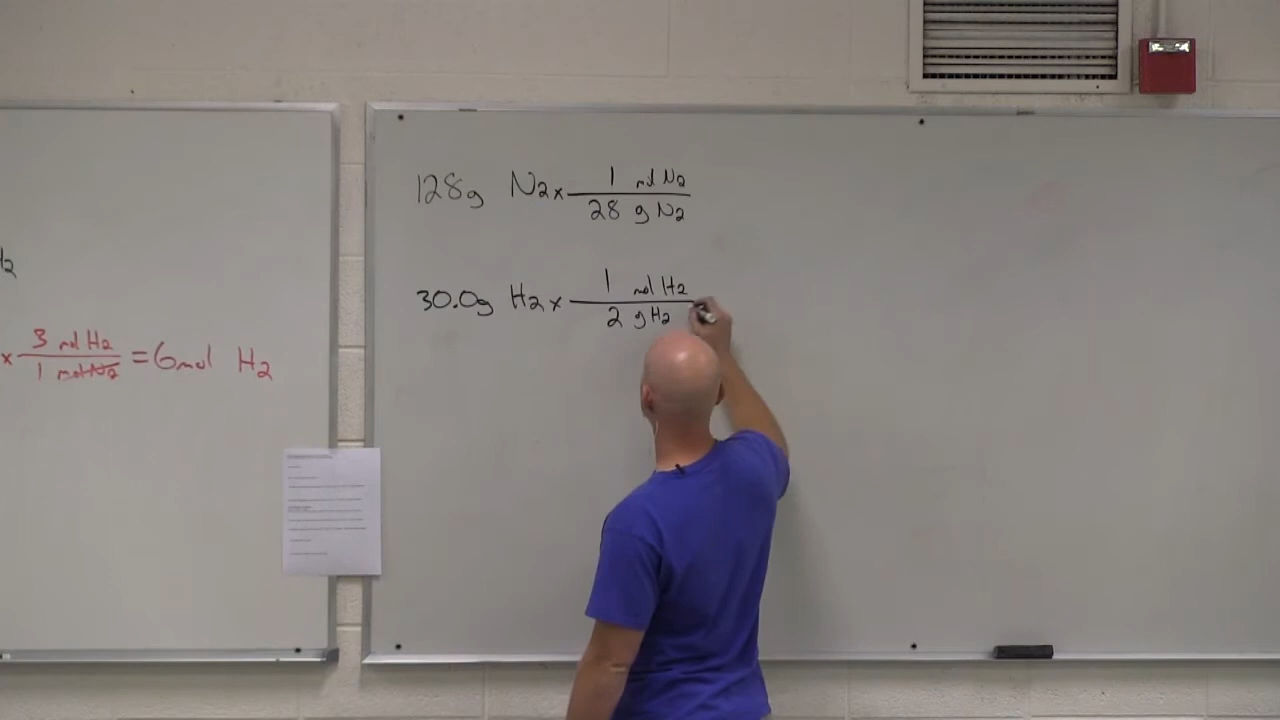 H2
x 3 mol H2
1 mol N2
= 6 mol H2
128g N2 x 1 mol N2
28 g N2
30.0g H2 x 1 mol H2
2 g H2